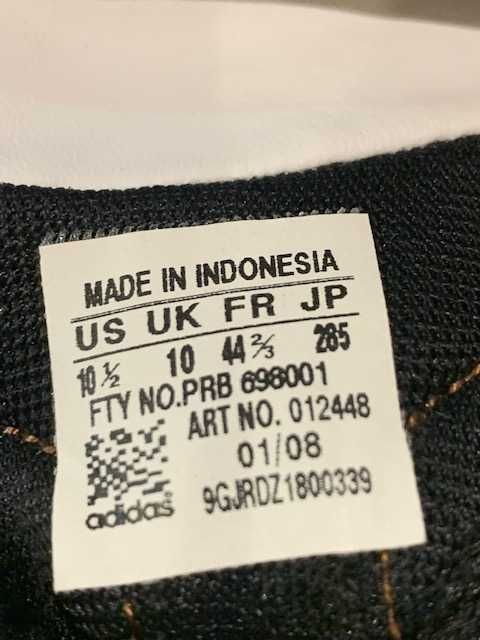 MADE IN INDONESIA
US UK FR JP
10 ½ 10 44 ⅔ 285
FTY NO.PRB 698001
ART NO. 012448
01/08
adidas 9GJRDZ1800339